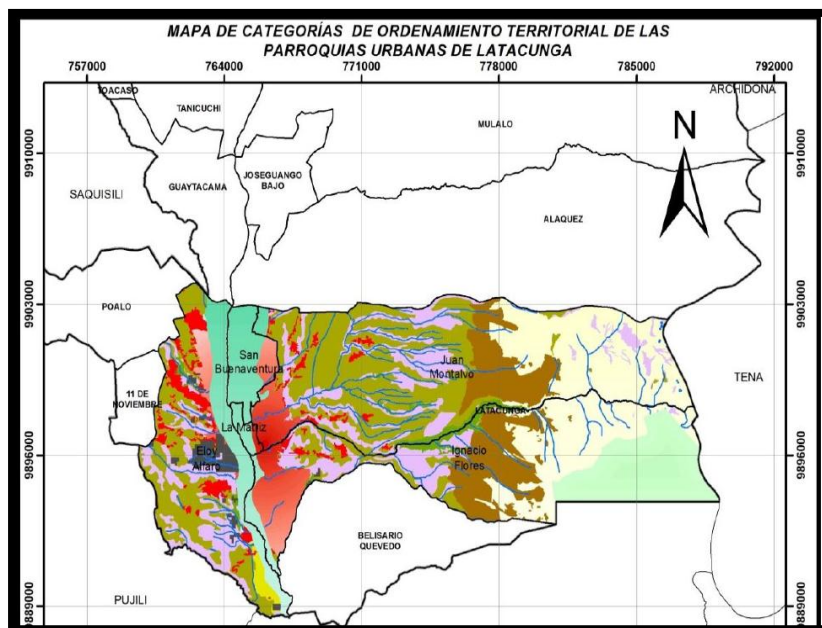 MAPA DE CATEGORÍAS DE ORDENAMIENTO TERRITORIAL DE LAS
PARROQUIAS URBANAS DE LATACUNGA
757000
764000
771000
778000
785000
792000
TOACASO
ARCHIDONA
TANICUCHI
MULALO
N
9910000
9910000
JOSEGUANGO
BAJO
GUAYTACAMA
SAQUISILI
ALAQUEZ
9903000
9903000
POALO
San
Buenaventura
Juan
Montalvo
TENA
11 DE
NOVIEMBRE
LATACUNGA
La Matriz
9896000
9896000
Eloy
Alfaro
Ignacio
Flores
BELISARIO
QUEVEDO
PUJILI
9889000
9889000